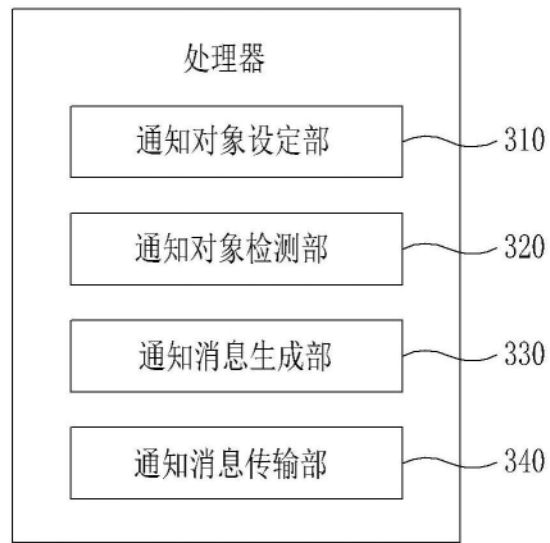 处理器
通知对象设定部 310
通知对象检测部 320
通知消息生成部 330
通知消息传输部 340